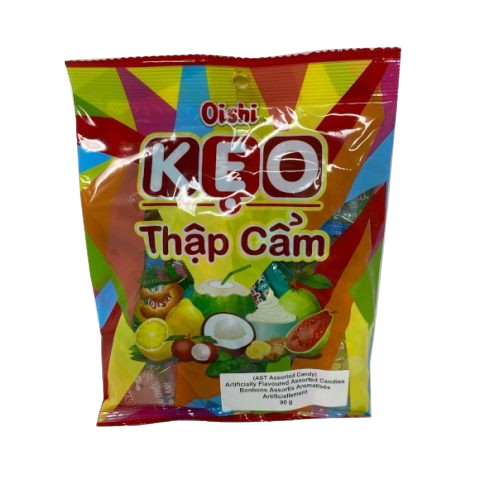 Oishi
KẸO
Thập Cẩm
(AST Assorted Candy)
Artificially Flavoured Assorted Candies
Bonbons Assortis Aromatisés
Artificiellement
90 g